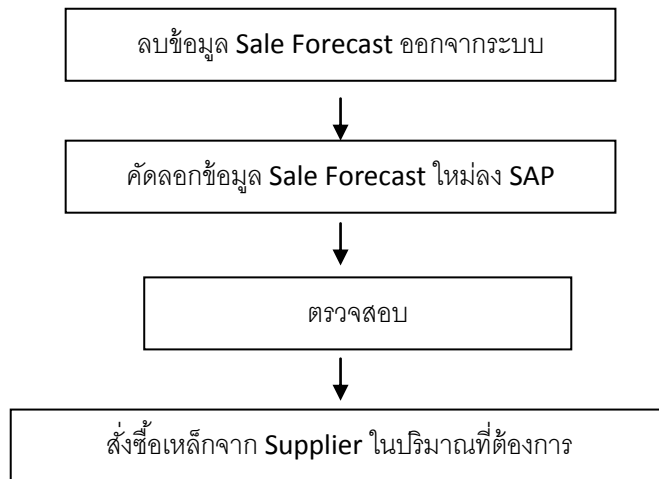 ลบข้อมูล Sale Forecast ออกจากระบบ
คัดลอกข้อมูล Sale Forecast ใหม่ลง SAP
ตรวจสอบ
สั่งซื้อเหล็กจาก Supplier ในปริมาณที่ต้องการ